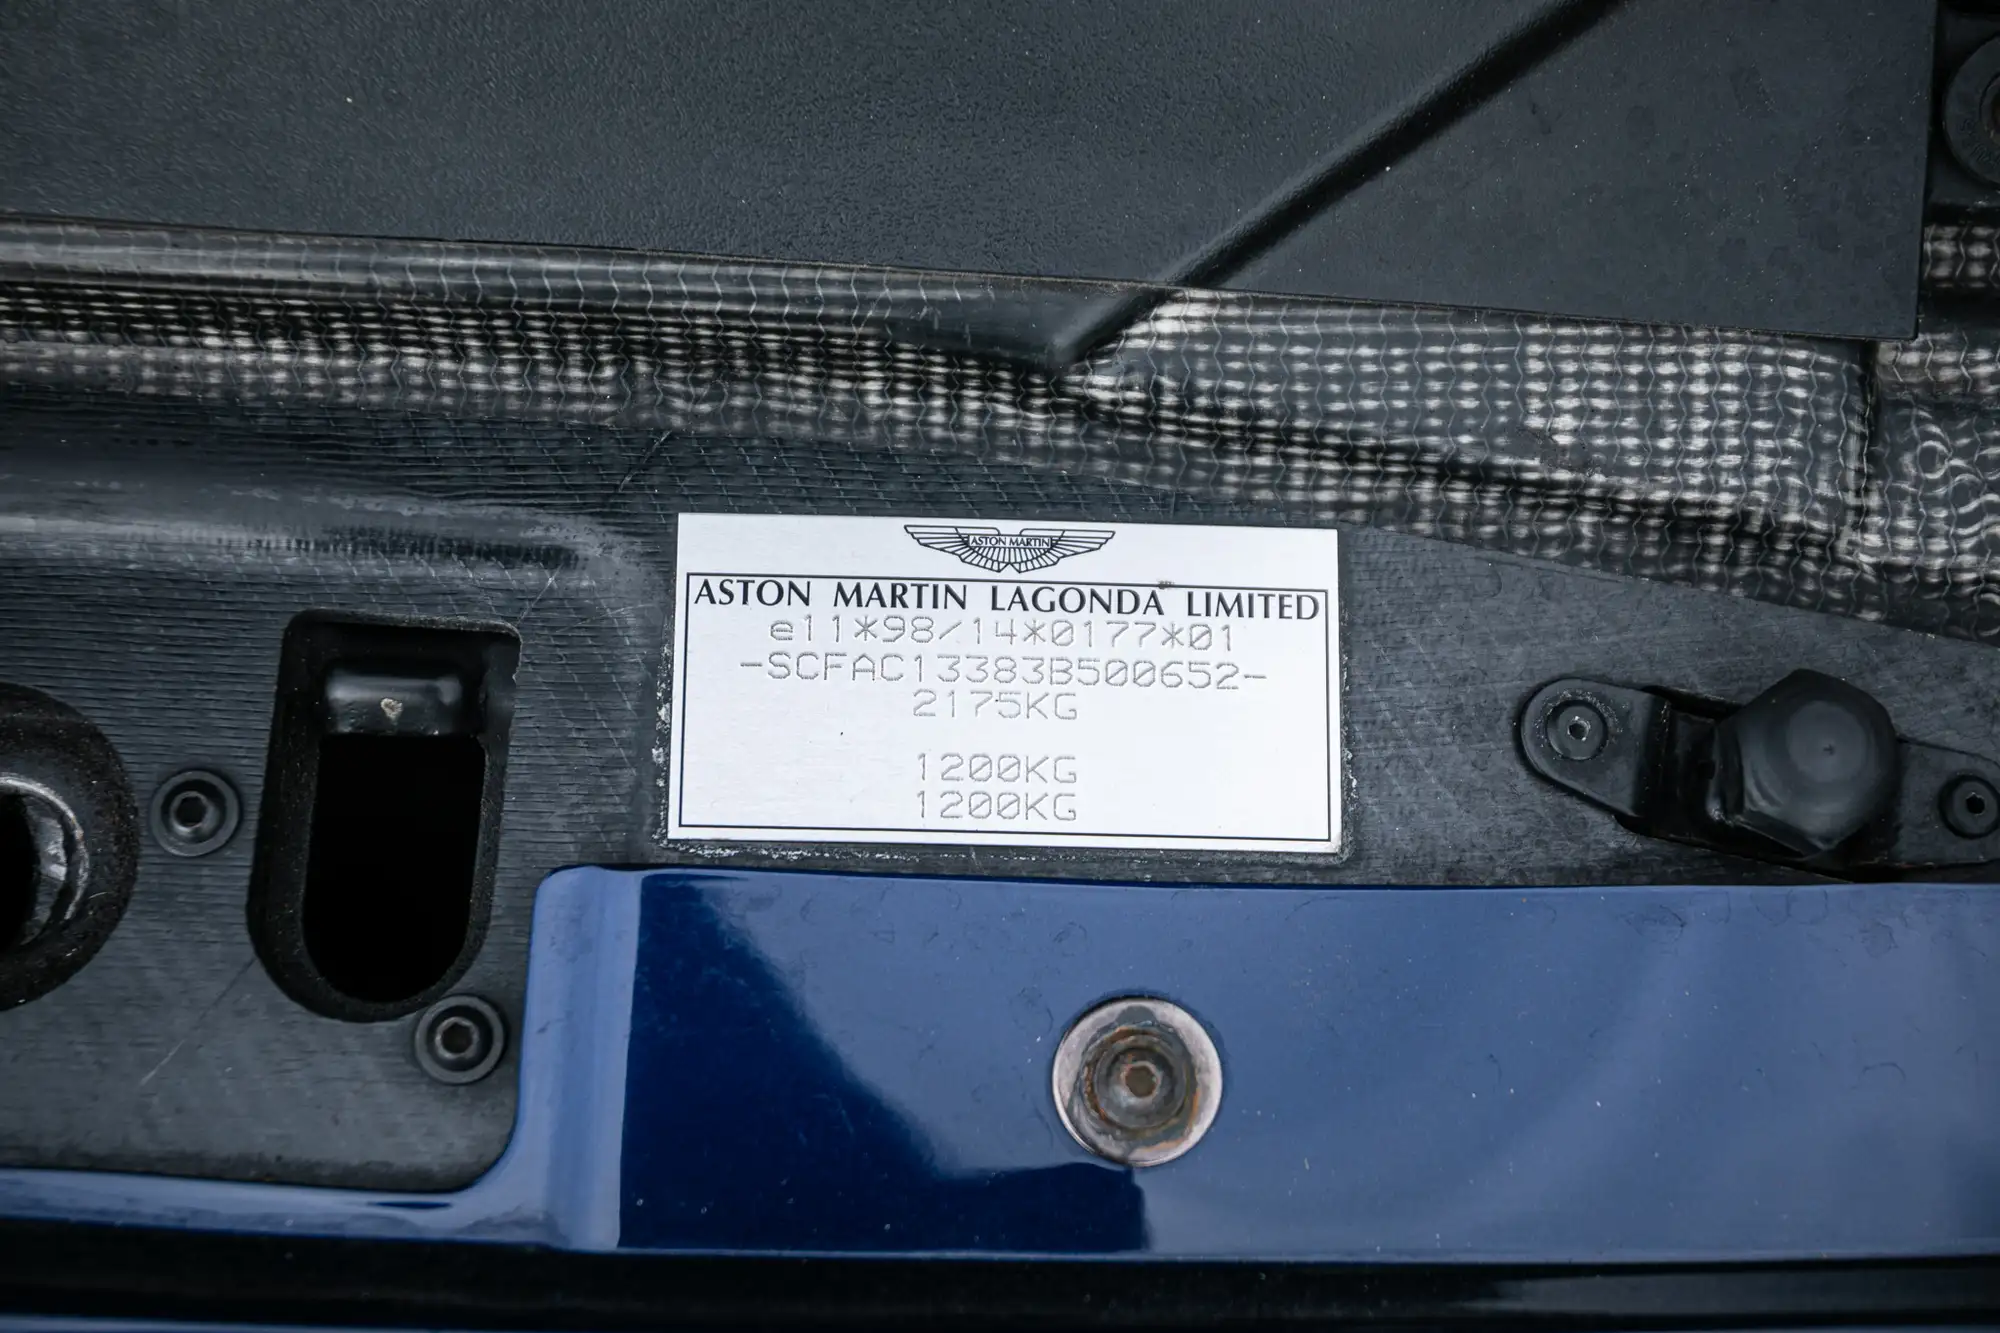 ASTON MARTIN
ASTON MARTIN LAGONDA LIMITED
e11*98/14*0177*01
-SCFAC13383B500652-
2175KG
1200KG
1200KG